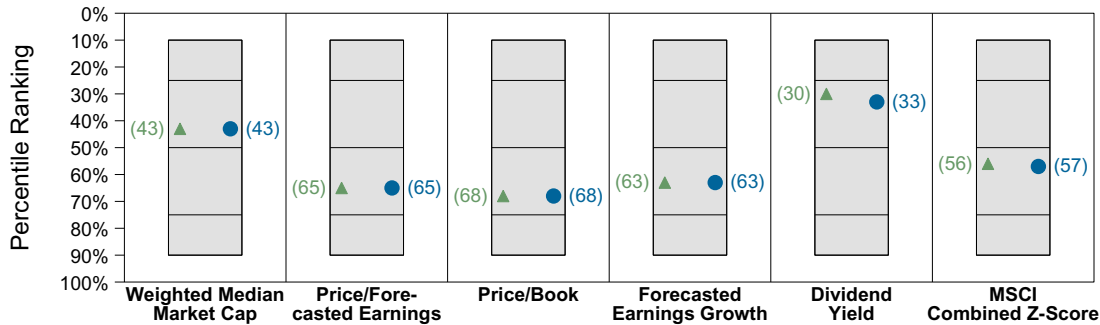 Percentile Ranking
0%
10%
20%
30%
40%
50%
60%
70%
80%
90%
100%
(43) (43)
(65) (65)
(68) (68)
(63) (63)
(30) (33)
(56) (57)
Weighted Median
Market Cap
Price/Fore-
casted Earnings
Price/Book
Forecasted
Earnings Growth
Dividend
Yield
MSCI
Combined Z-Score